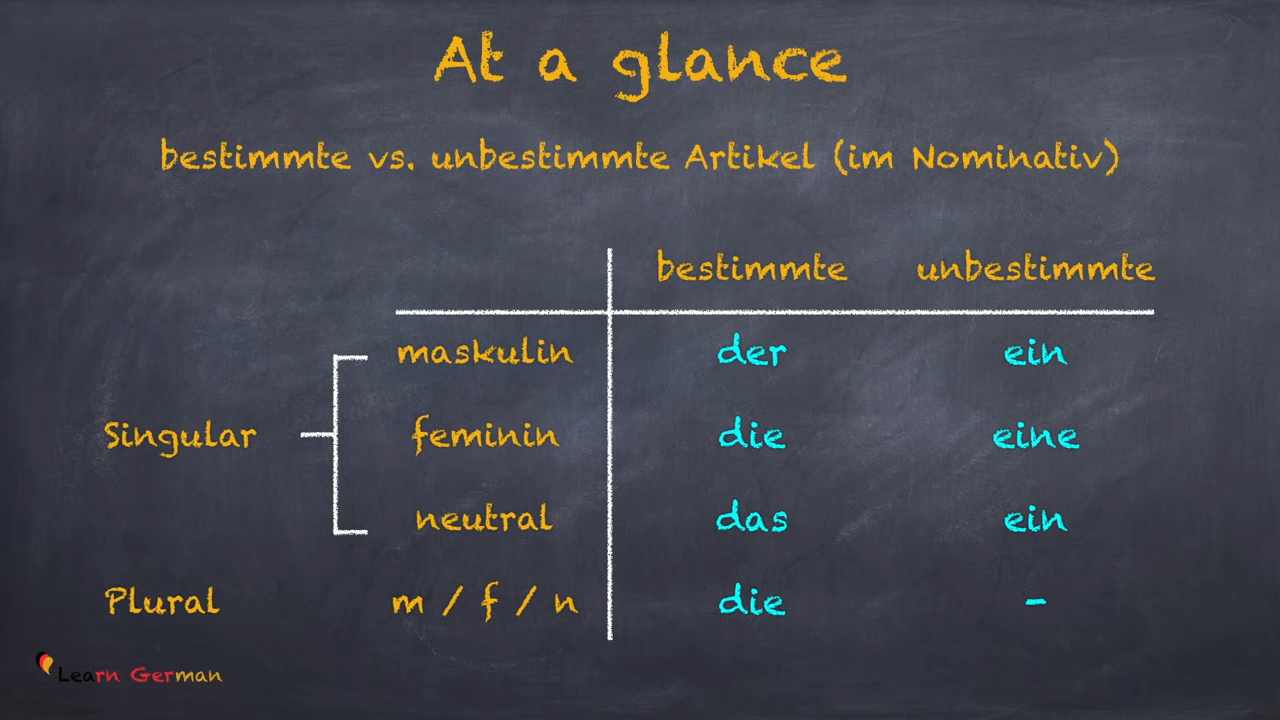 At a glance
bestimmte vs. unbestimmte Artikel (im Nominativ)
bestimmte unbestimmte
maskulin der ein
Singular feminin die eine
neutral das ein
Plural m / f / n die -
Learn German